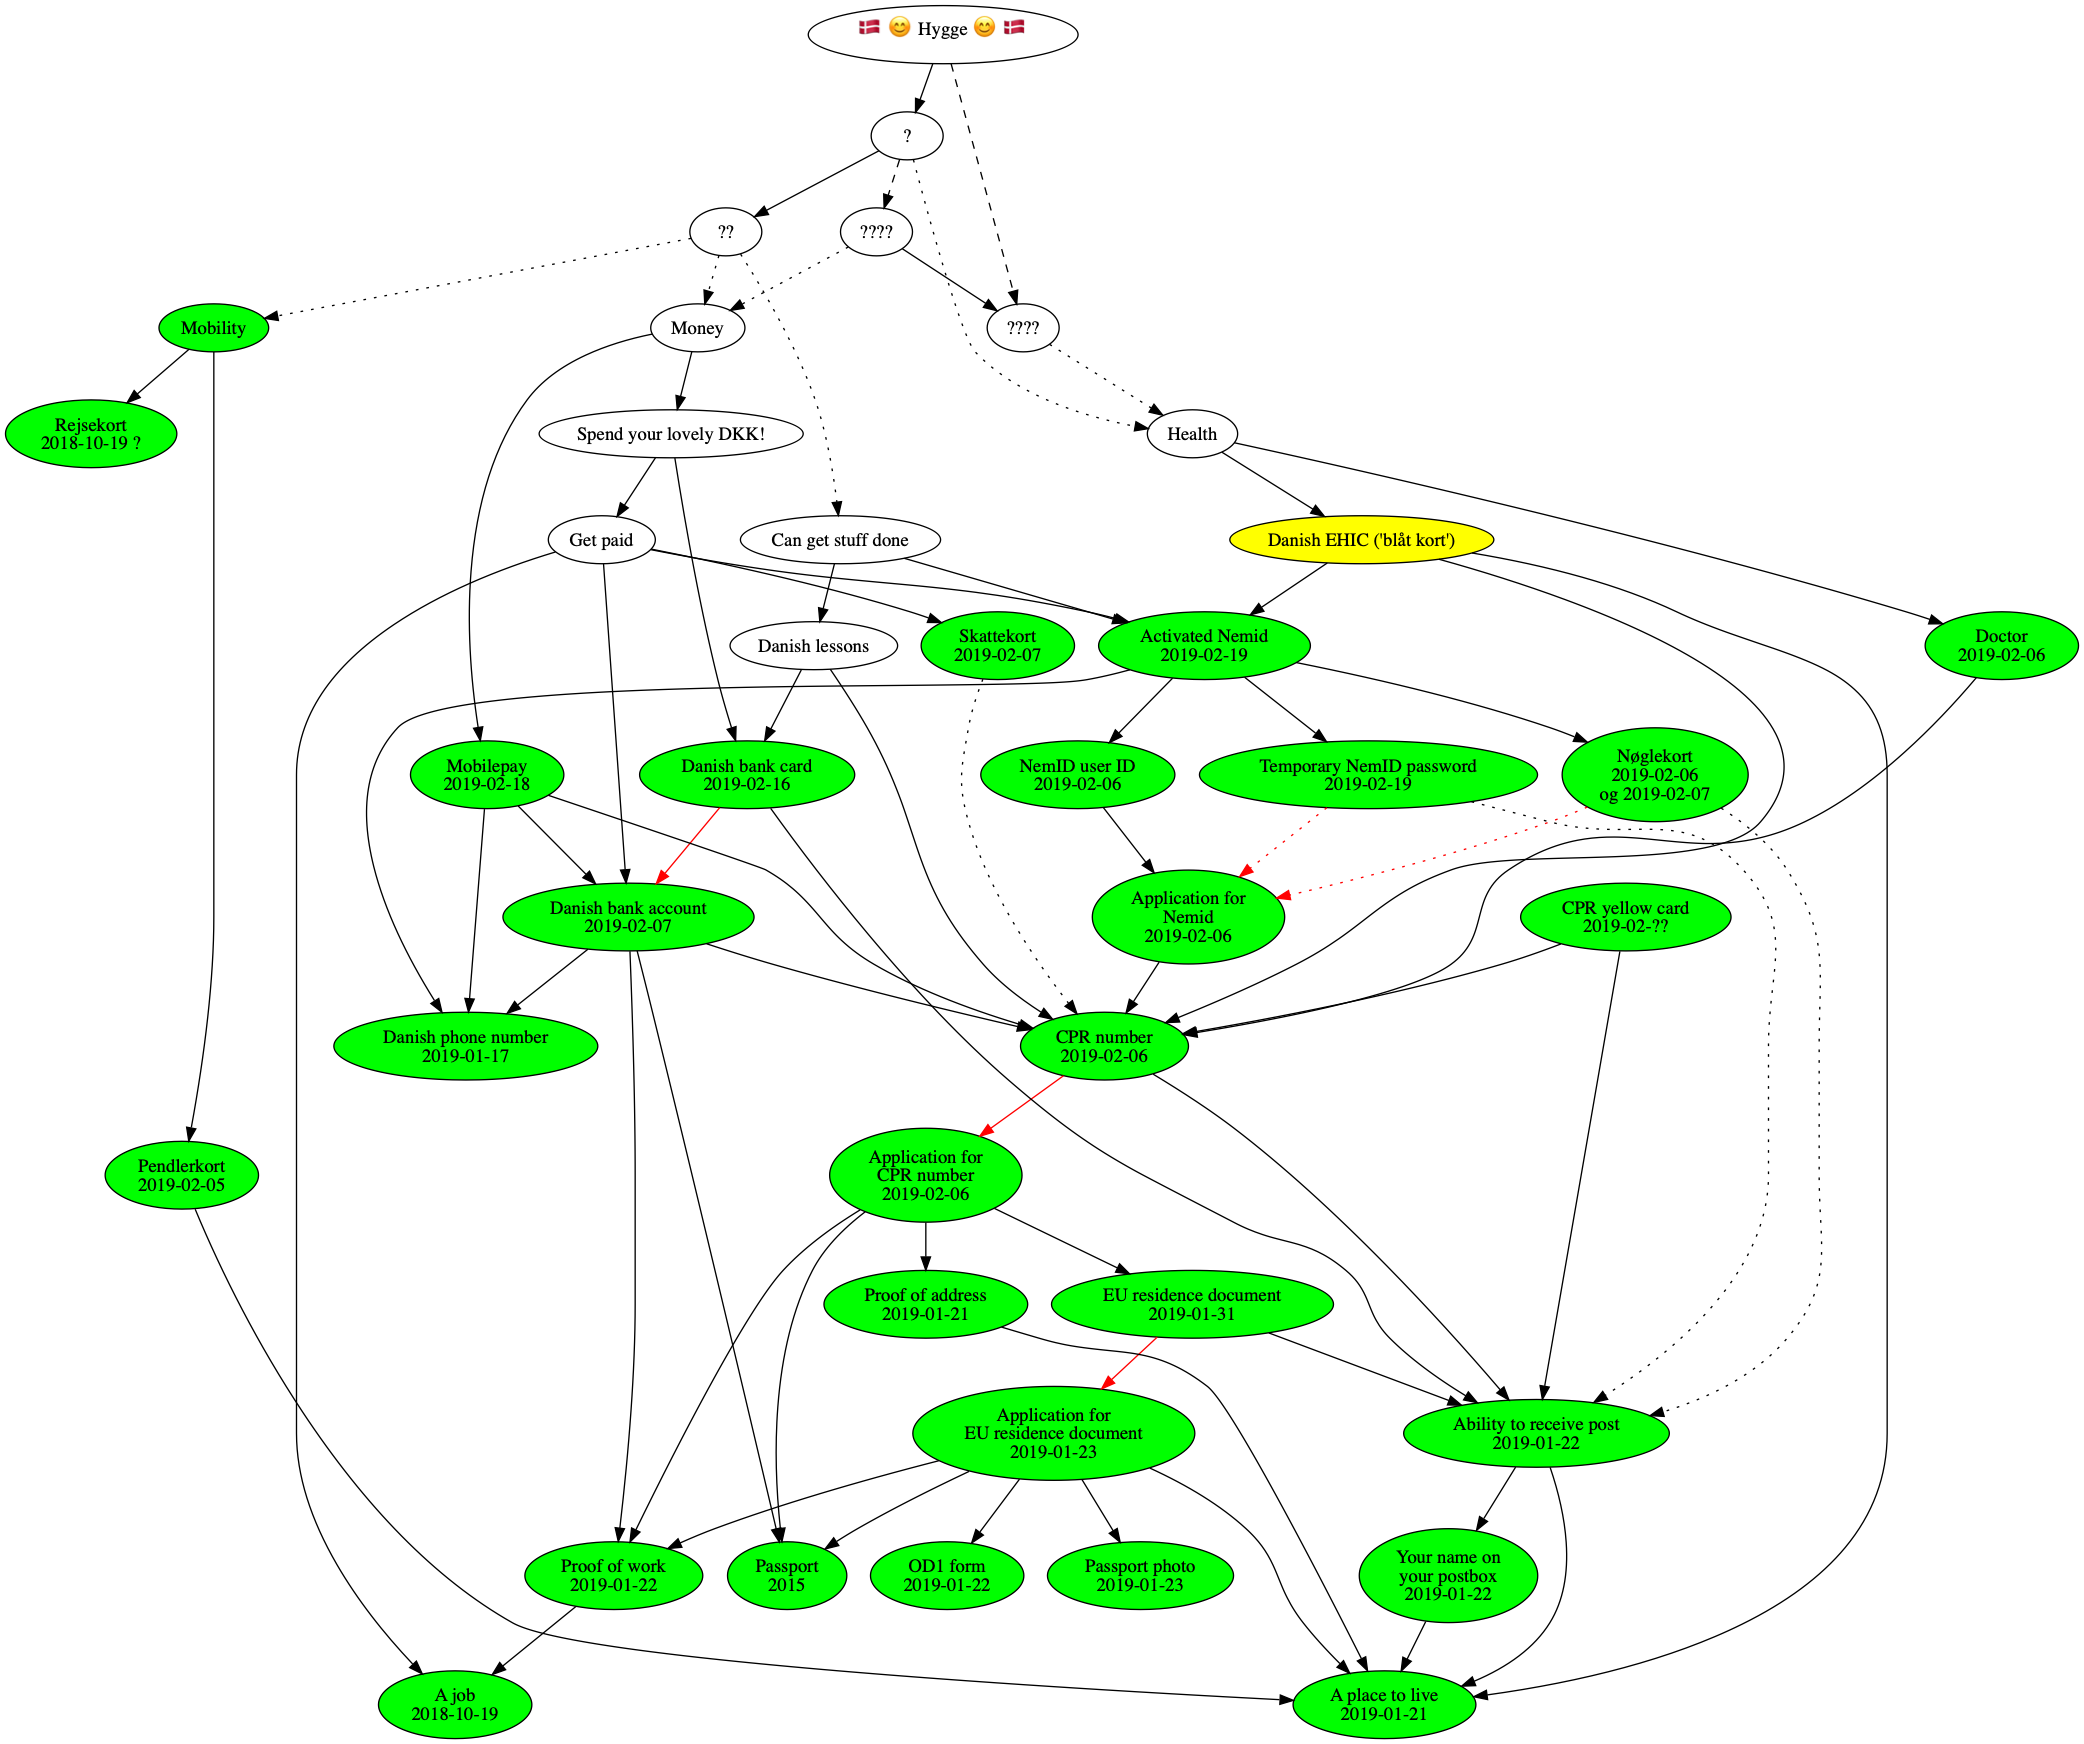 🇩🇰 😊 Hygge 😊 🇩🇰
?
??
????
Mobility
Money
????
Rejsekort
2018-10-19 ?
Spend your lovely DKK!
Health
Get paid
Can get stuff done
Danish EHIC ('blåt kort')
Danish lessons
Skattekort
2019-02-07
Activated Nemid
2019-02-19
Doctor
2019-02-06
Mobilepay
2019-02-18
Danish bank card
2019-02-16
NemID user ID
2019-02-06
Temporary NemID password
2019-02-19
Nøglekort
2019-02-06
og 2019-02-07
Danish bank account
2019-02-07
Application for
Nemid
2019-02-06
CPR yellow card
2019-02-??
Danish phone number
2019-01-17
CPR number
2019-02-06
Pendlerkort
2019-02-05
Application for
CPR number
2019-02-06
Proof of address
2019-01-21
EU residence document
2019-01-31
Application for
EU residence document
2019-01-23
Ability to receive post
2019-01-22
Proof of work
2019-01-22
Passport
2015
OD1 form
2019-01-22
Passport photo
2019-01-23
Your name on
your postbox
2019-01-22
A job
2018-10-19
A place to live
2019-01-21